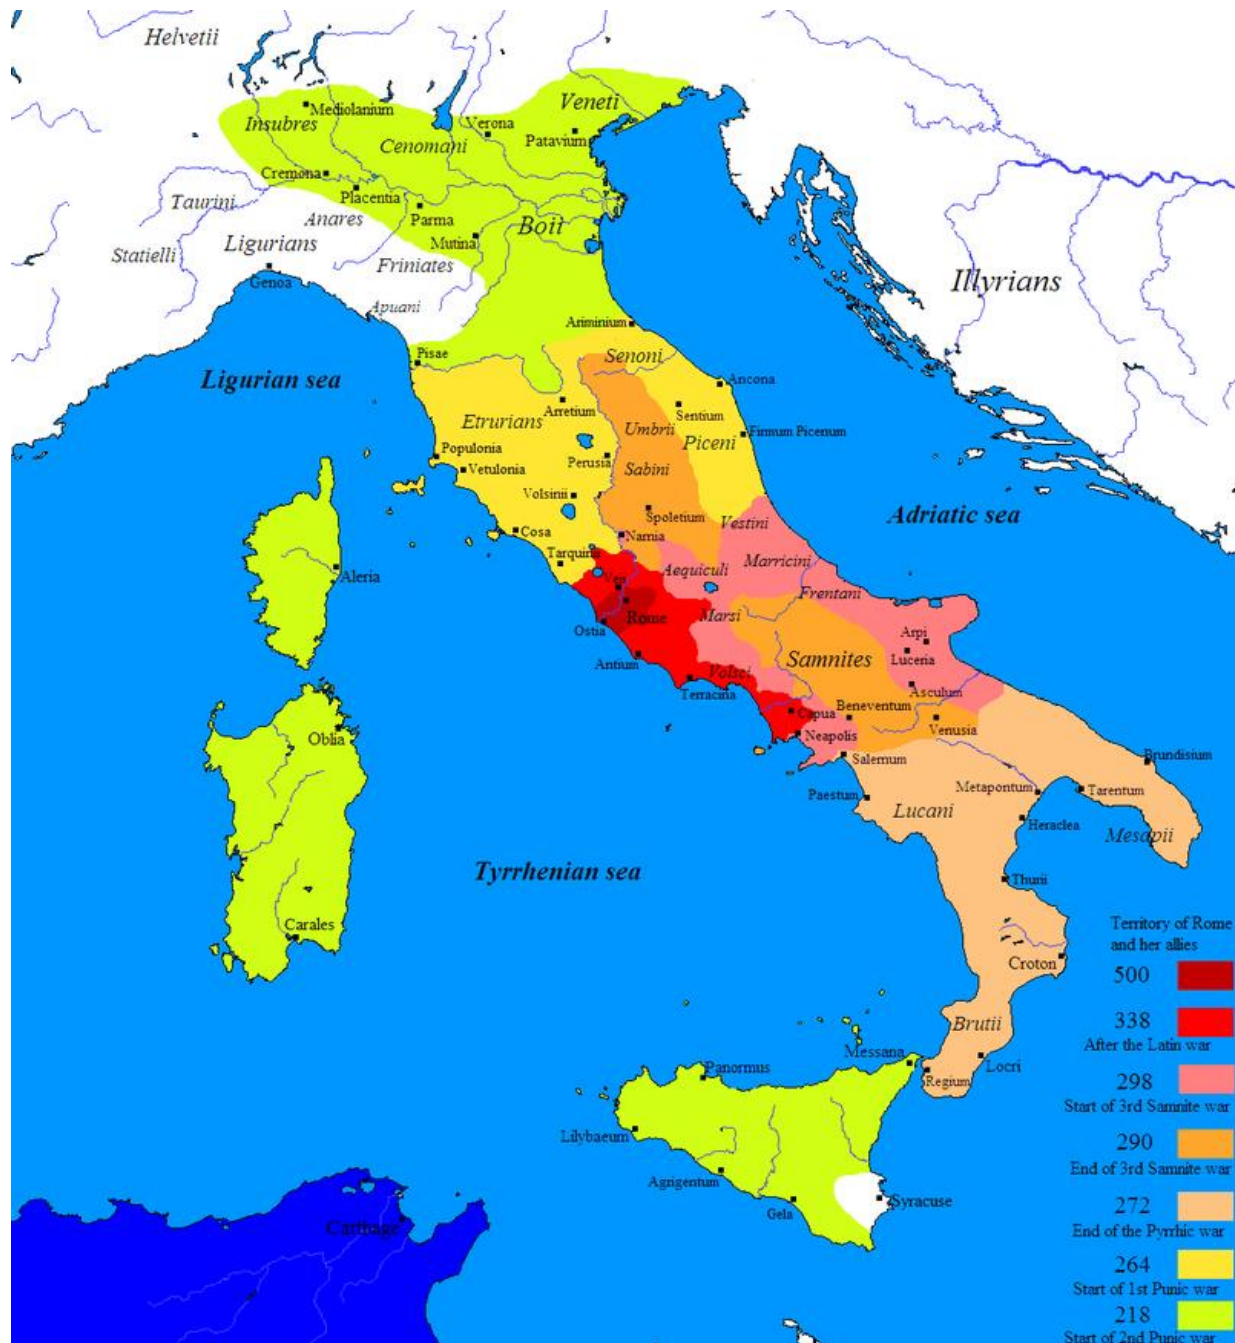 Helvetii
Veneti
Mediolanium
Insubres
Verona
Cenomani
Patavium
Cremona
Placentia
Taurini
Anares
Parma
Boii
Ligurians
Mutina
Statielli
Friniates
Genoa
Illyrians
Apuani
Ariminium
Pisae
Senoni
Ligurian sea
Ancona
Arretium
Sentium
Etrurians
Umbrii
Piceni
Firmum Picenum
Populonia
Perusia
Sabini
Vetulonia
Volsinii
Spoletium
Adriatic sea
Vestini
Cosa
Narnia
Tarquinia
Marricini
Aequiculi
Aleria
Veii
Frentani
Rome
Marsi
Ostia
Arpi
Luceria
Antium
Samnites
Volsci
Terracina
Asculum
Capua
Beneventum
Venusia
Oblia
Neapolis
Salernum
Brundisium
Metapontum
Tarentum
Paestum
Lucani
Heraclea
Mesapii
Tyrrhenian sea
Thurii
Carales
Territory of Rome
and her allies
Croton
500
338
After the Latin war
Brutii
Messana
Locri
Panormus
Regium
298
Start of 3rd Samnite war
Lilybaeum
290
End of 3rd Samnite war
Agrigentum
Gela
Syracuse
272
End of the Pyrrhic war
Carthage
264
Start of 1st Punic war
218
Start of 2nd Punic war